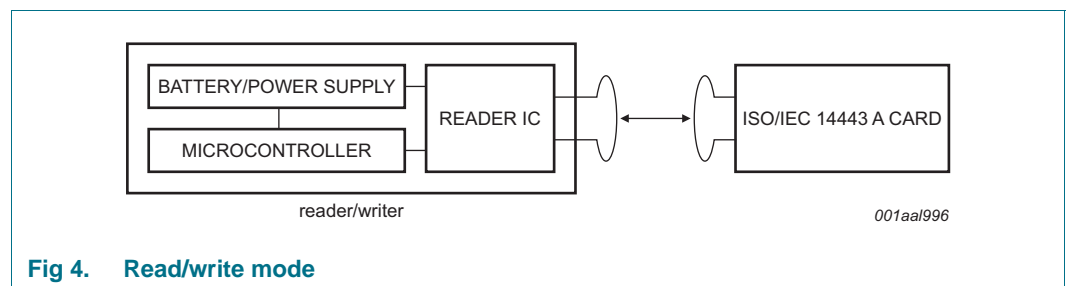 BATTERY/POWER SUPPLY
MICROCONTROLLER
READER IC
ISO/IEC 14443 A CARD
reader/writer
001aal996
Fig 4. Read/write mode